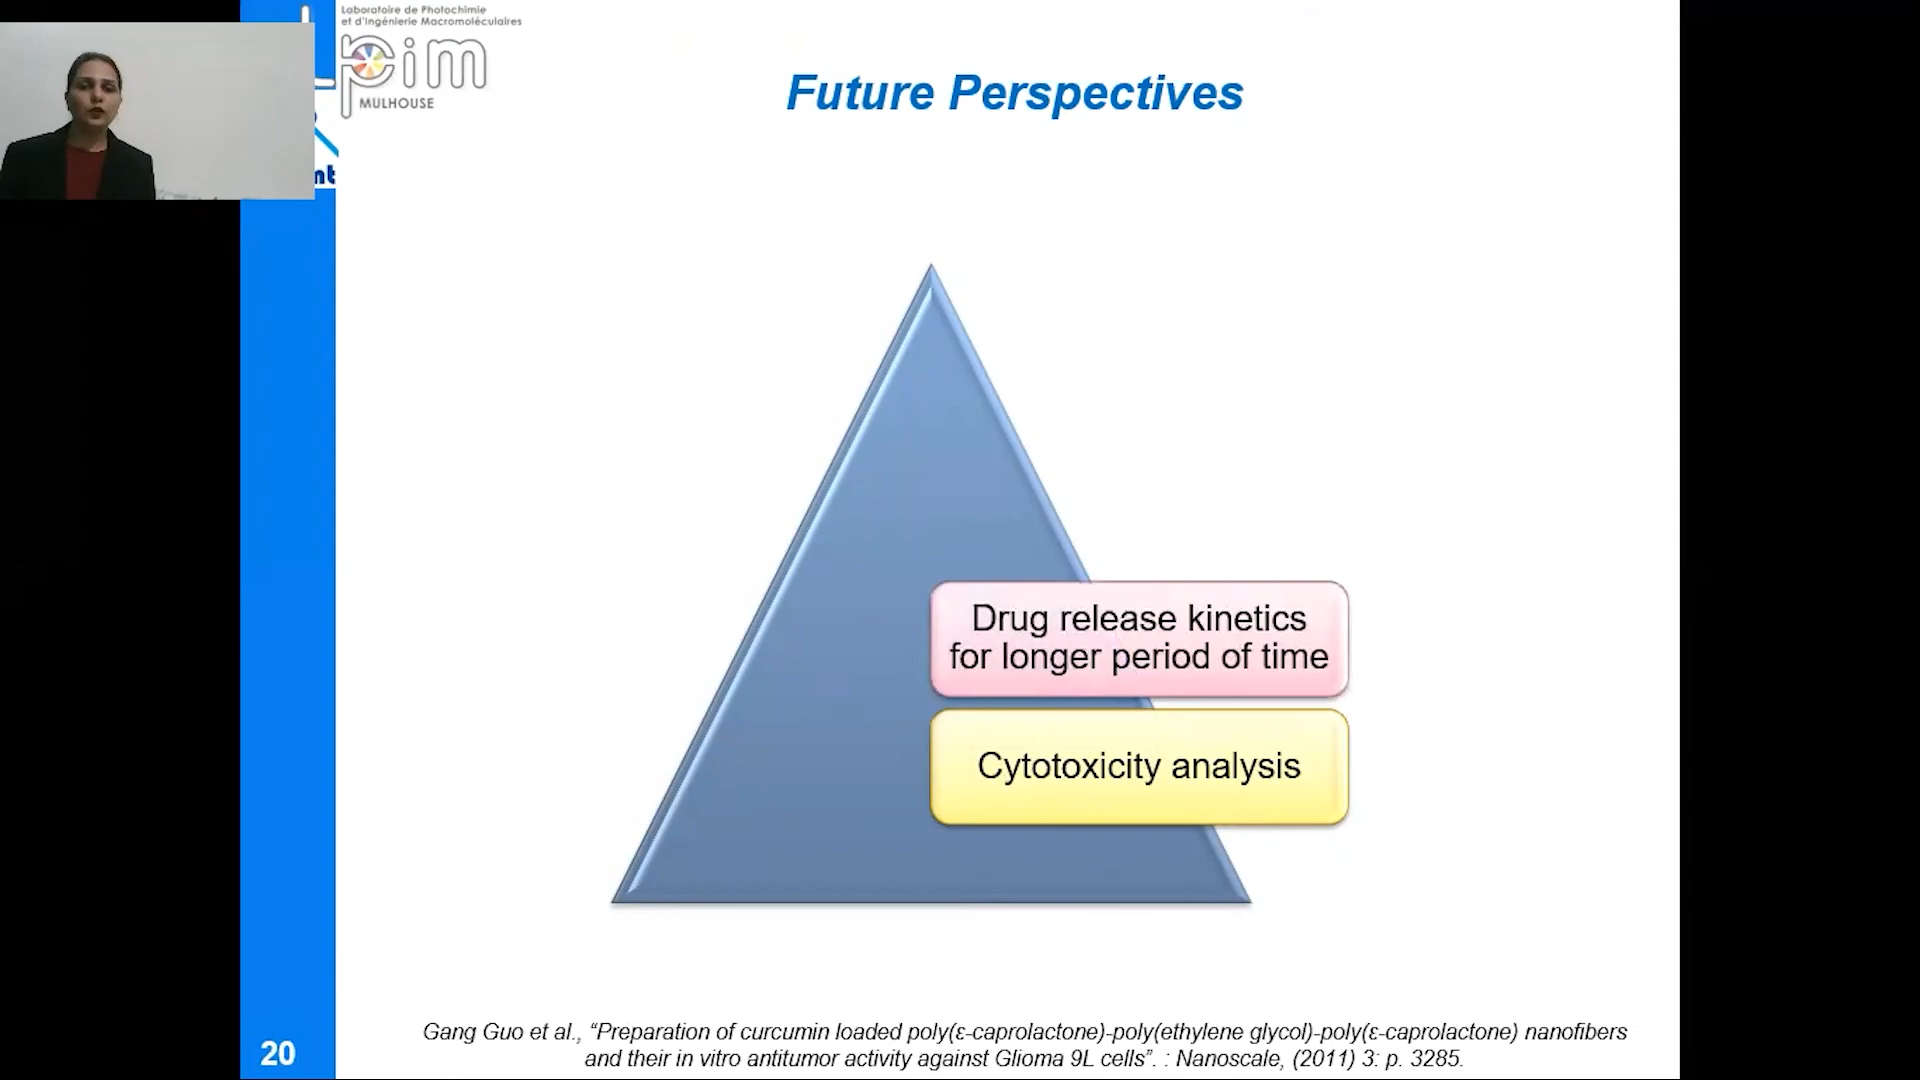 Laboratoire de Photochimie
et d'Ingénierie Macromoléculaires
pim
MULHOUSE
nt
Future Perspectives
Drug release kinetics
for longer period of time
Cytotoxicity analysis
Gang Guo et al., “Preparation of curcumin loaded poly(ε-caprolactone)-poly(ethylene glycol)-poly(ε-caprolactone) nanofibers
and their in vitro antitumor activity against Glioma 9L cells”. : Nanoscale, (2011) 3: p. 3285.
20